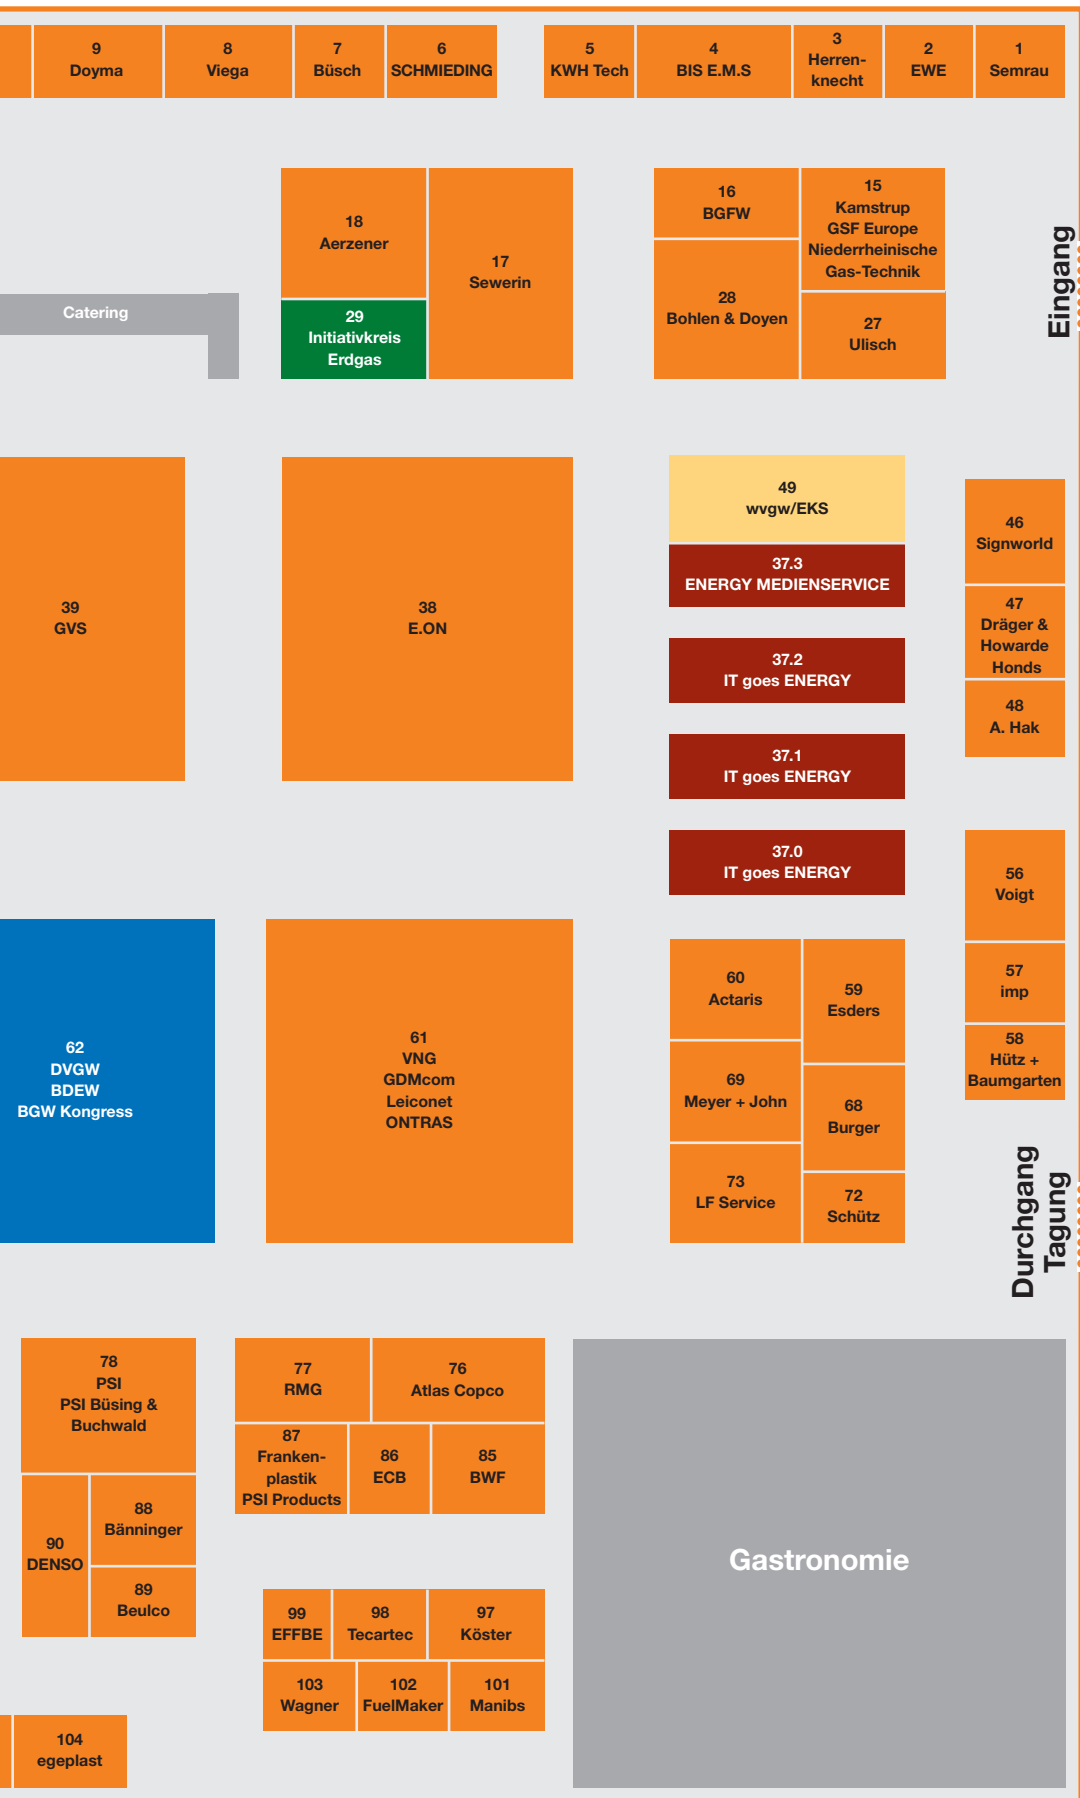 9
Doyma
8
Viega
7
Büsch
6
SCHMIEDING
5
KWH Tech
4
BIS E.M.S
3
Herren-
knecht
2
EWE
1
Semrau
18
Aerzener
17
Sewerin
16
BGFW
15
Kamstrup
GSF Europe
Niederrheinische
Gas-Technik
Eingang
Catering
29
Initiativkreis
Erdgas
28
Bohlen & Doyen
27
Ulisch
39
GVS
38
E.ON
49
wvgw/EKS
37.3
ENERGY MEDIENSERVICE
37.2
IT goes ENERGY
37.1
IT goes ENERGY
37.0
IT goes ENERGY
46
Signworld
47
Dräger &
Howarde
Honds
48
A. Hak
56
Voigt
57
imp
58
Hütz +
Baumgarten
62
DVGW
BDEW
BGW Kongress
61
VNG
GDMcom
Leiconet
ONTRAS
60
Actaris
59
Esders
69
Meyer + John
68
Burger
73
LF Service
72
Schütz
Durchgang
Tagung
78
PSI
PSI Büsing &
Buchwald
77
RMG
76
Atlas Copco
87
Franken-
plastik
PSI Products
86
ECB
85
BWF
90
DENSO
88
Bänninger
89
Beulco
Gastronomie
99
EFFBE
98
Tecartec
97
Köster
103
Wagner
102
FuelMaker
101
Manibs
104
egeplast